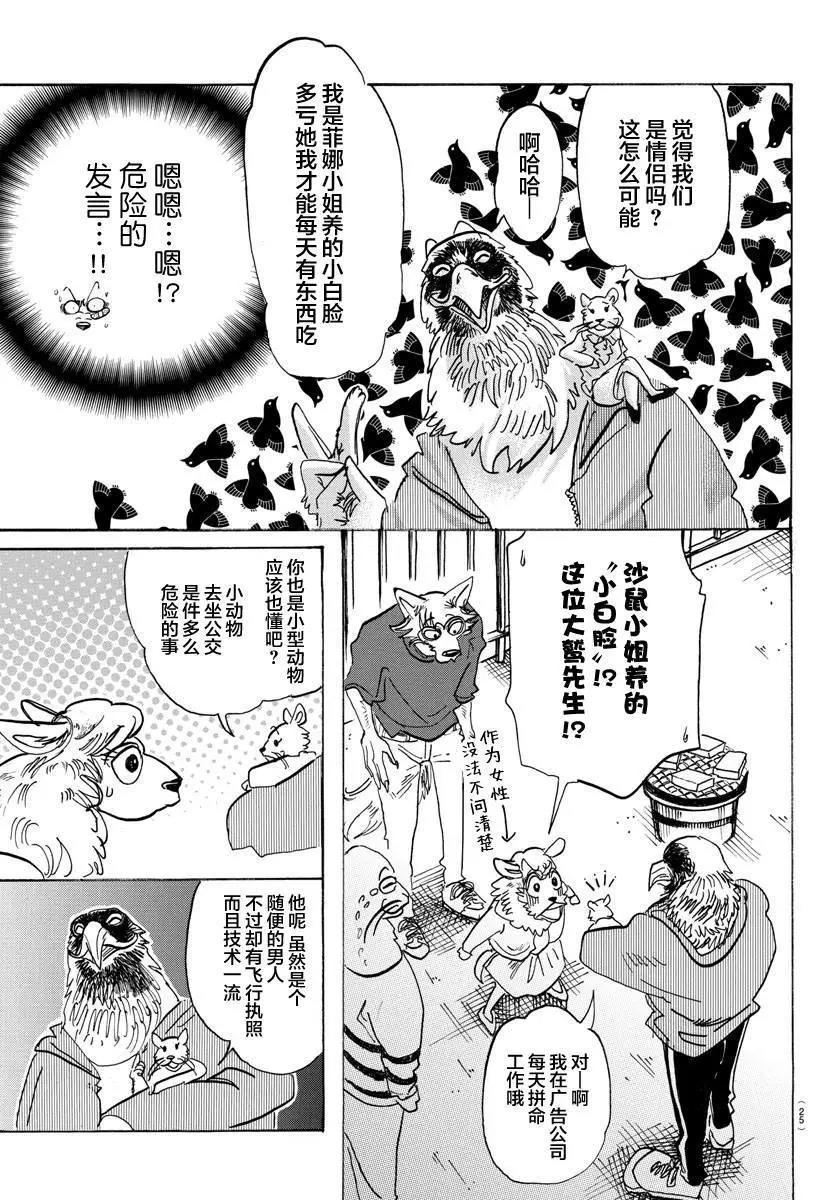 觉得我们
是情侣吗?
这怎么可能
啊哈哈—
我是菲娜小姐养的小白脸
多亏她我才能每天有东西吃
嗯嗯…嗯!?
危险的
发言…!!
沙鼠小姐养的
"小白脸"!?
这位大鹫先生!?
作为女性
没法不问清楚
对—啊
我在广告公司
每天拼命
工作哦
你也是小型动物
应该也懂吧?
小动物
去坐公交
是件多么
危险的事
他呢 虽然是个
随便的男人
不过却有飞行执照
而且技术一流
(25)